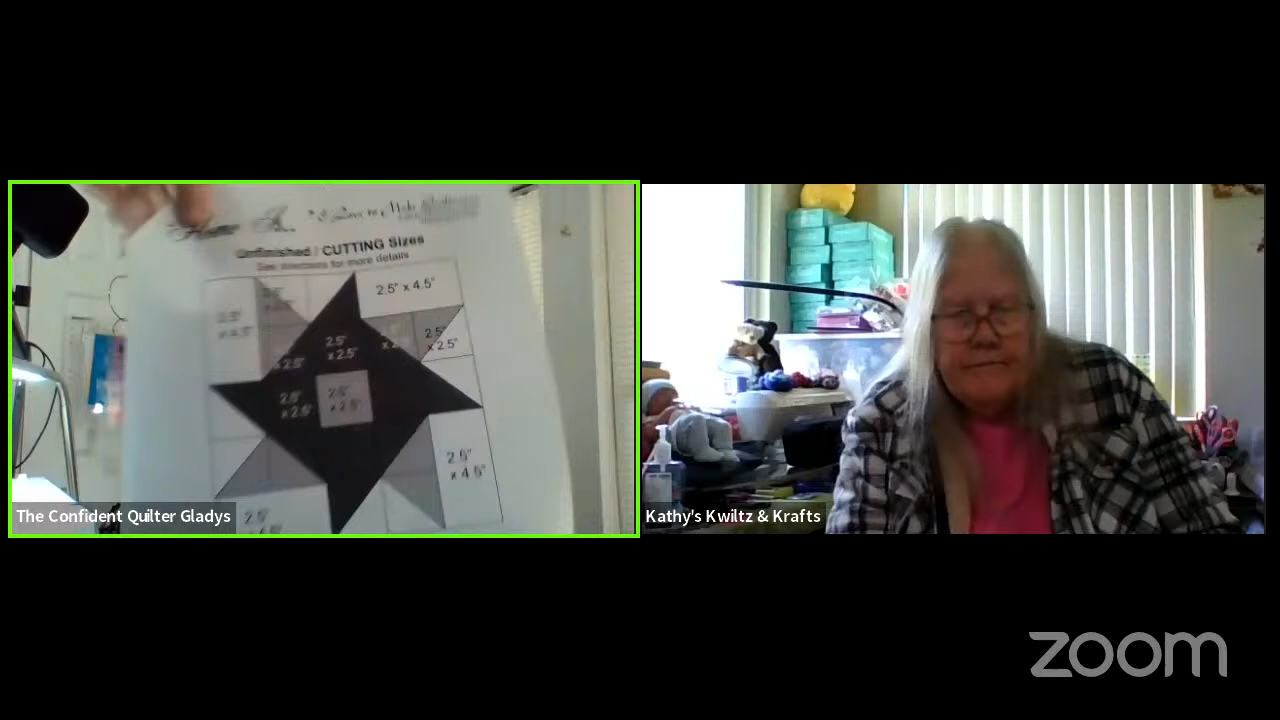 Unfinished / CUTTING Sizes
See directions for more details
2.5" x 4.5"
2.5"
x 4.5"
2.5"
x 2.5"
2.5"
x 2.5"
x 2.5"
2.5"
x 2.5"
2.5"
x 2.5"
2.5"
x 4.5"
2.5"
The Confident Quilter Gladys
Kathy's Kwiltz & Krafts
zoom